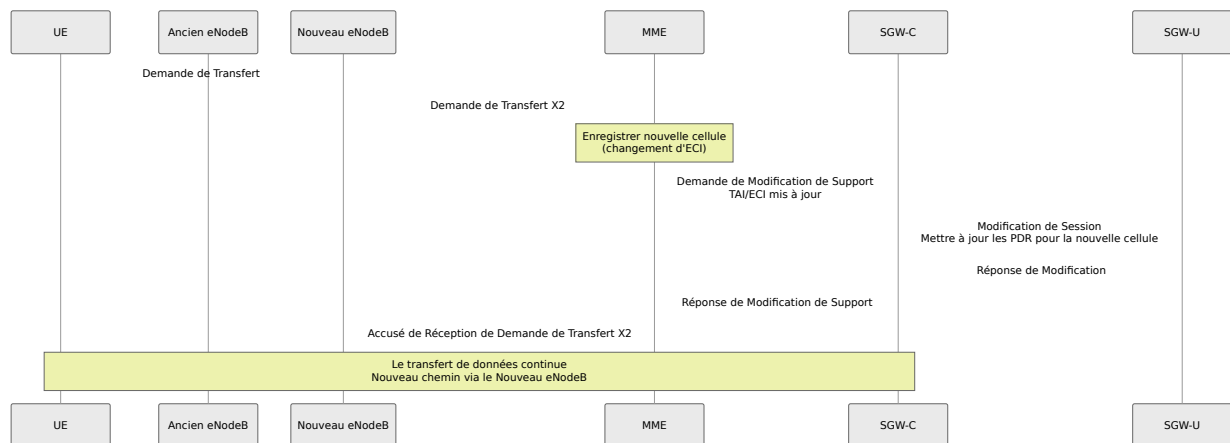 UE
Ancien eNodeB
Nouveau eNodeB
MME
SGW-C
SGW-U
Demande de Transfert
Demande de Transfert X2
Enregistrer nouvelle cellule
(changement d'ECI)
Demande de Modification de Support
TAI/ECI mis à jour
Modification de Session
Mettre à jour les PDR pour la nouvelle cellule
Réponse de Modification
Réponse de Modification de Support
Accusé de Réception de Demande de Transfert X2
Le transfert de données continue
Nouveau chemin via le Nouveau eNodeB
UE
Ancien eNodeB
Nouveau eNodeB
MME
SGW-C
SGW-U